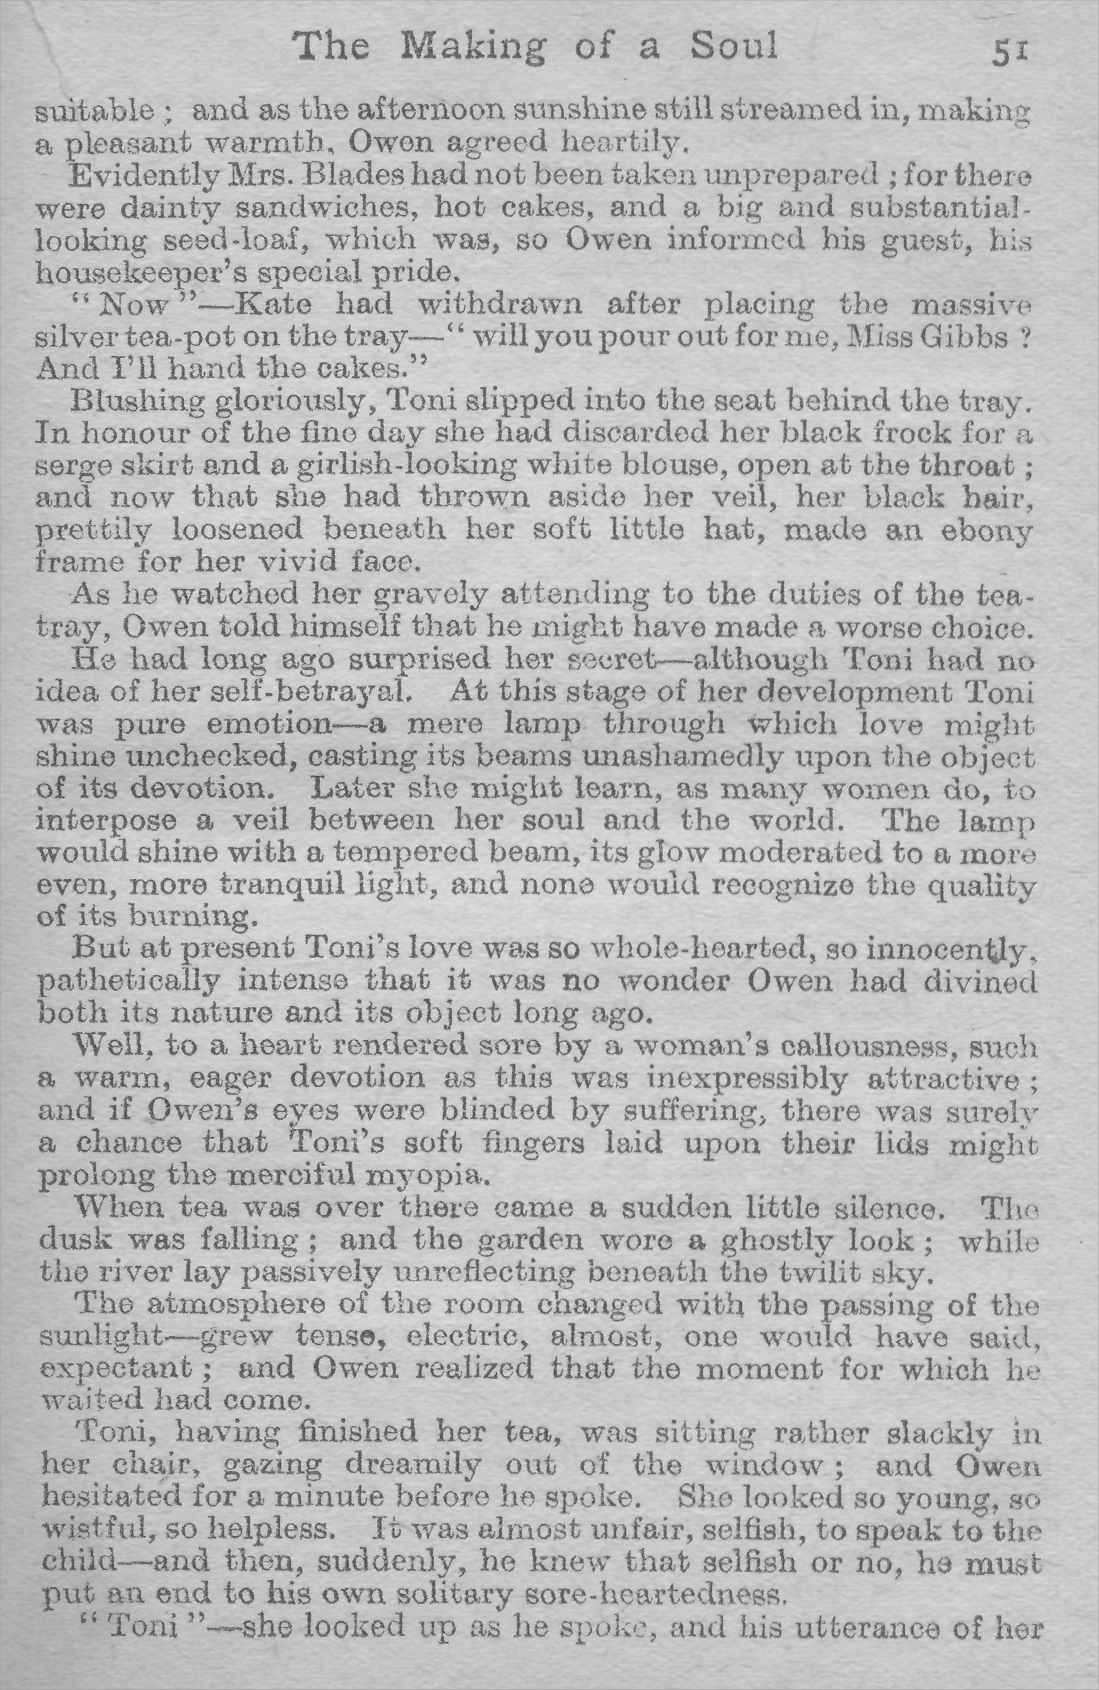 The Making of a Soul 51
suitable ; and as the afternoon sunshine still streamed in, making
a pleasant warmth, Owen agreed heartily.
Evidently Mrs. Blades had not been taken unprepared ; for there
were dainty sandwiches, hot cakes, and a big and substantial-
looking seed-loaf, which was, so Owen informed his guest, his
housekeeper's special pride.
" Now "—Kate had withdrawn after placing the massive
silver tea-pot on the tray—" will you pour out for me, Miss Gibbs ?
And I'll hand the cakes."
Blushing gloriously, Toni slipped into the seat behind the tray.
In honour of the fine day she had discarded her black frock for a
serge skirt and a girlish-looking white blouse, open at the throat ;
and now that she had thrown aside her veil, her black hair,
prettily loosened beneath her soft little hat, made an ebony
frame for her vivid face.
As he watched her gravely attending to the duties of the tea-
tray, Owen told himself that he might have made a worse choice.
He had long ago surprised her secret—although Toni had no
idea of her self-betrayal. At this stage of her development Toni
was pure emotion—a mere lamp through which love might
shine unchecked, casting its beams unashamedly upon the object
of its devotion. Later she might learn, as many women do, to
interpose a veil between her soul and the world. The lamp
would shine with a tempered beam, its glow moderated to a more
even, more tranquil light, and none would recognize the quality
of its burning.
But at present Toni's love was so whole-hearted, so innocently,
pathetically intense that it was no wonder Owen had divined
both its nature and its object long ago.
Well, to a heart rendered sore by a woman's callousness, such
a warm, eager devotion as this was inexpressibly attractive ;
and if Owen's eyes were blinded by suffering, there was surely
a chance that Toni's soft fingers laid upon their lids might
prolong the merciful myopia.
When tea was over there came a sudden little silence. The
dusk was falling ; and the garden wore a ghostly look ; while
the river lay passively unreflecting beneath the twilit sky.
The atmosphere of the room changed with the passing of the
sunlight—grew tense, electric, almost, one would have said,
expectant ; and Owen realized that the moment for which he
waited had come.
Toni, having finished her tea, was sitting rather slackly in
her chair, gazing dreamily out of the window ; and Owen
hesitated for a minute before he spoke. She looked so young, so
wistful, so helpless. It was almost unfair, selfish, to speak to the
child—and then, suddenly, he knew that selfish or no, he must
put an end to his own solitary sore-heartedness.
" Toni "—she looked up as he spoke, and his utterance of her